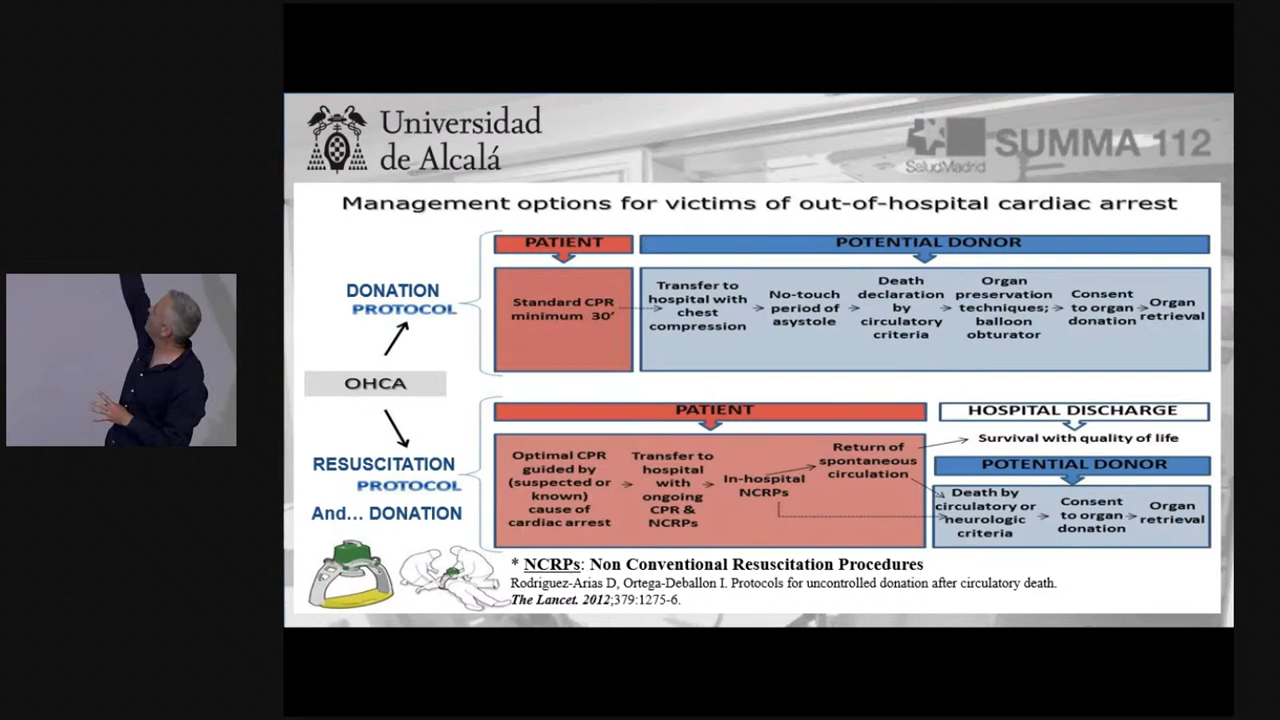 Universidad
de Alcalá
SaludMadrid
SUMMA 112
Management options for victims of out-of-hospital cardiac arrest
DONATION
PROTOCOL
PATIENT
Standard CPR
minimum 30'
POTENTIAL DONOR
Transfer to
hospital with
chest
compression
No-touch
period of
asystole
Death
declaration
by
circulatory
criteria
Organ
preservation
techniques;
balloon
obturator
Consent
to organ
donation
Organ
retrieval
OHCA
RESUSCITATION
PROTOCOL
And... DONATION
PATIENT
Optimal CPR
guided by
(suspected or
known)
cause of
cardiac arrest
Transfer to
hospital
with
ongoing
CPR &
NCRPs
In-hospital
NCRPs
Return of
spontaneous
circulation
HOSPITAL DISCHARGE
Survival with quality of life
POTENTIAL DONOR
Death by
circulatory or
neurologic
criteria
Consent
to organ
donation
Organ
retrieval
* NCRPs: Non Conventional Resuscitation Procedures
Rodriguez-Arias D, Ortega-Deballon I. Protocols for uncontrolled donation after circulatory death.
The Lancet. 2012;379:1275-6.